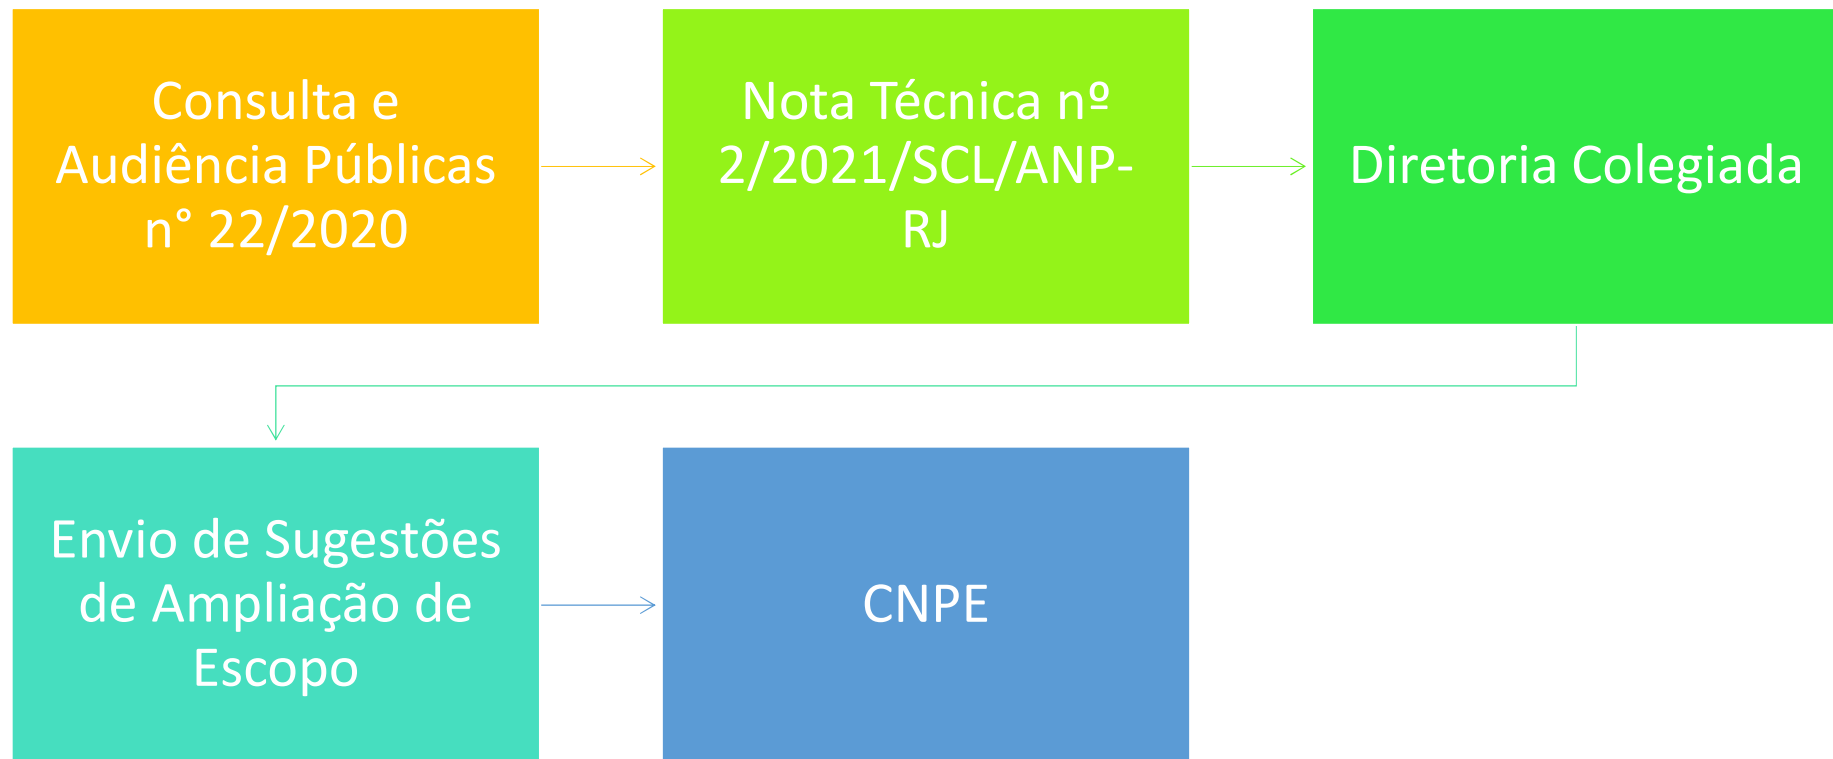 Consulta e
Audiência Públicas
n° 22/2020
Nota Técnica nº
2/2021/SCL/ANP-
RJ
Diretoria Colegiada
Envio de Sugestões
de Ampliação de
Escopo
CNPE